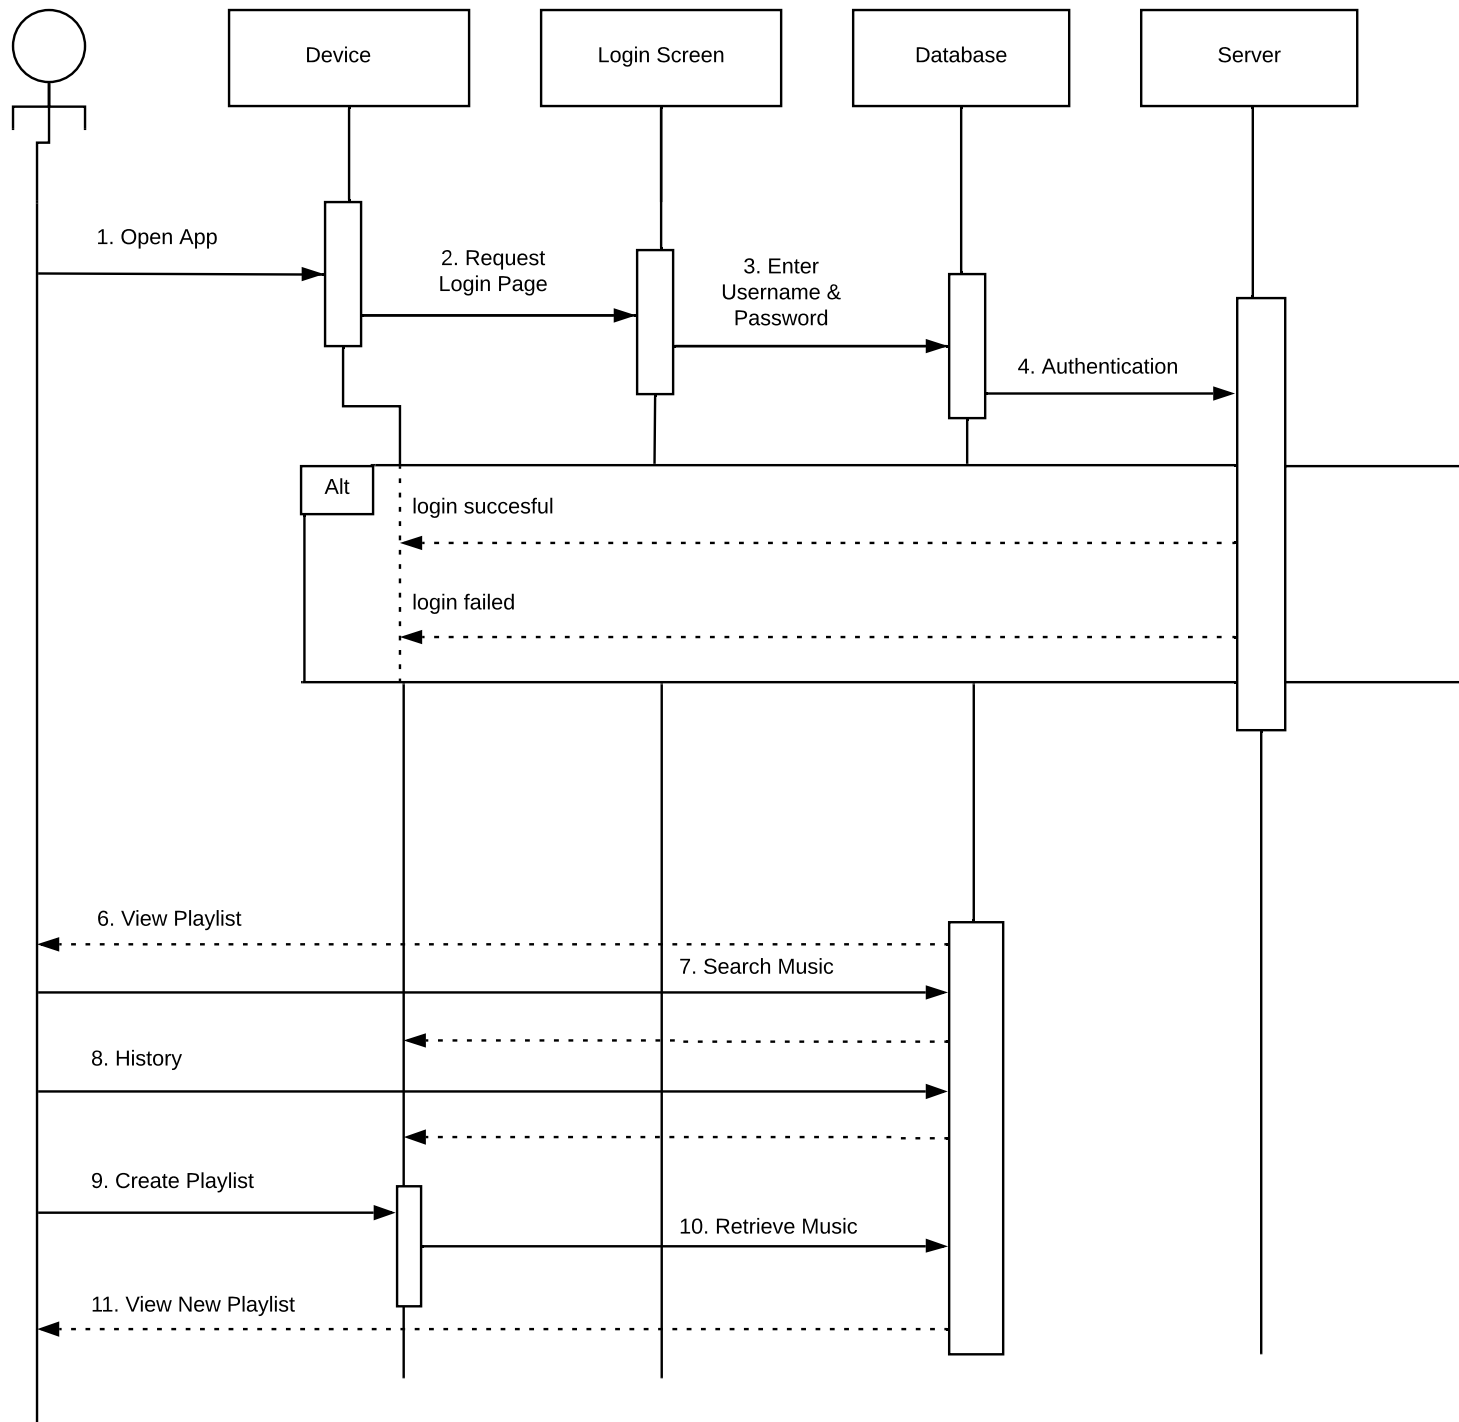 Device
Login Screen
Database
Server
1. Open App
2. Request
Login Page
3. Enter
Username &
Password
4. Authentication
Alt
login succesful
login failed
6. View Playlist
7. Search Music
8. History
9. Create Playlist
10. Retrieve Music
11. View New Playlist